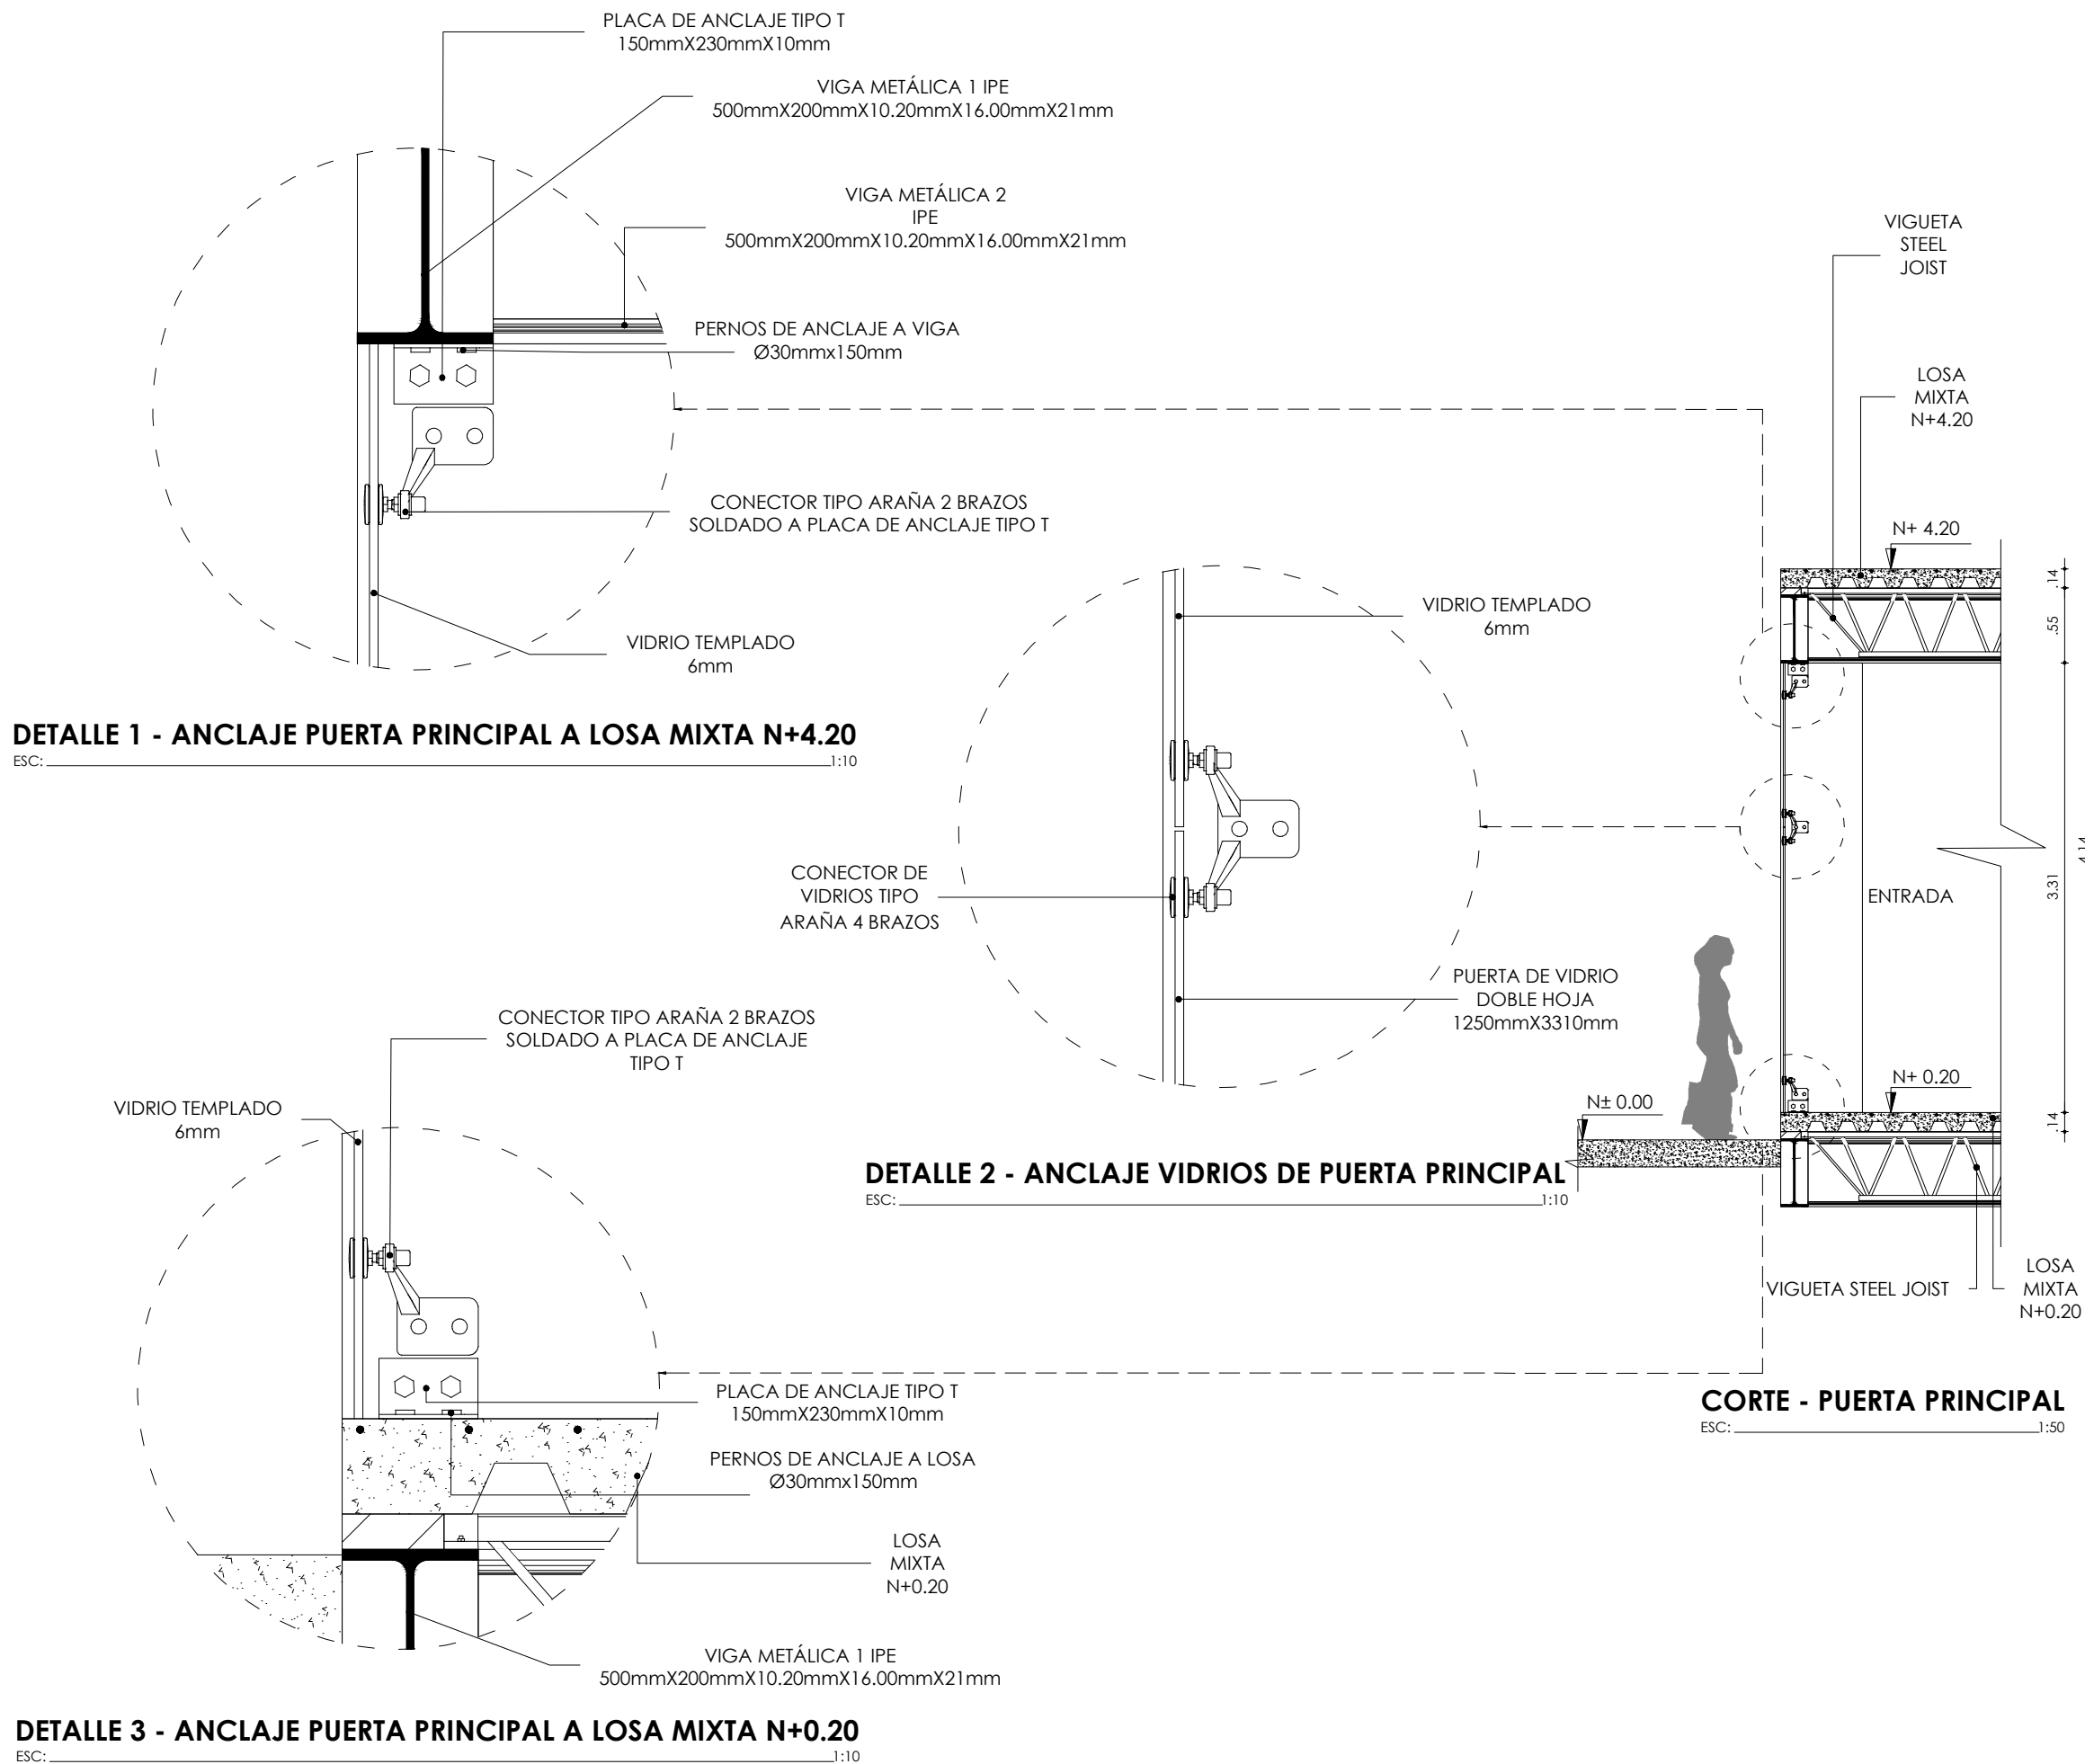 PLACA DE ANCLAJE TIPO T
150mmX230mmX10mm
VIGA METÁLICA 1 IPE
500mmX200mmX10.20mmX16.00mmX21mm
VIGA METÁLICA 2
IPE
500mmX200mmX10.20mmX16.00mmX21mm
PERNOS DE ANCLAJE A VIGA
Ø30mmx150mm
CONECTOR TIPO ARAÑA 2 BRAZOS
SOLDADO A PLACA DE ANCLAJE TIPO T
VIDRIO TEMPLADO
6mm
DETALLE 1 - ANCLAJE PUERTA PRINCIPAL A LOSA MIXTA N+4.20
ESC: 1:10
VIDRIO TEMPLADO
6mm
CONECTOR DE
VIDRIOS TIPO
ARAÑA 4 BRAZOS
PUERTA DE VIDRIO
DOBLE HOJA
1250mmX3310mm
DETALLE 2 - ANCLAJE VIDRIOS DE PUERTA PRINCIPAL
ESC: 1:10
CONECTOR TIPO ARAÑA 2 BRAZOS
SOLDADO A PLACA DE ANCLAJE
TIPO T
VIDRIO TEMPLADO
6mm
PLACA DE ANCLAJE TIPO T
150mmX230mmX10mm
PERNOS DE ANCLAJE A LOSA
Ø30mmx150mm
LOSA
MIXTA
N+0.20
VIGA METÁLICA 1 IPE
500mmX200mmX10.20mmX16.00mmX21mm
DETALLE 3 - ANCLAJE PUERTA PRINCIPAL A LOSA MIXTA N+0.20
ESC: 1:10
VIGUETA
STEEL
JOIST
LOSA
MIXTA
N+4.20
N+ 4.20
.14
.55
3.31
4.14
.14
ENTRADA
N+ 0.20
N± 0.00
VIGUETA STEEL JOIST
LOSA
MIXTA
N+0.20
CORTE - PUERTA PRINCIPAL
ESC: 1:50